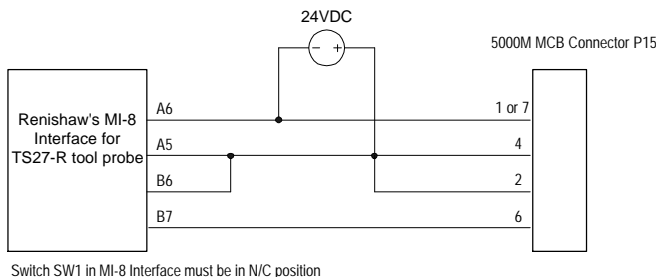 24VDC
- +
5000M MCB Connector P15
Renishaw's MI-8
Interface for
TS27-R tool probe
A6
1 or 7
A5
4
B6
2
B7
6
Switch SW1 in MI-8 Interface must be in N/C position